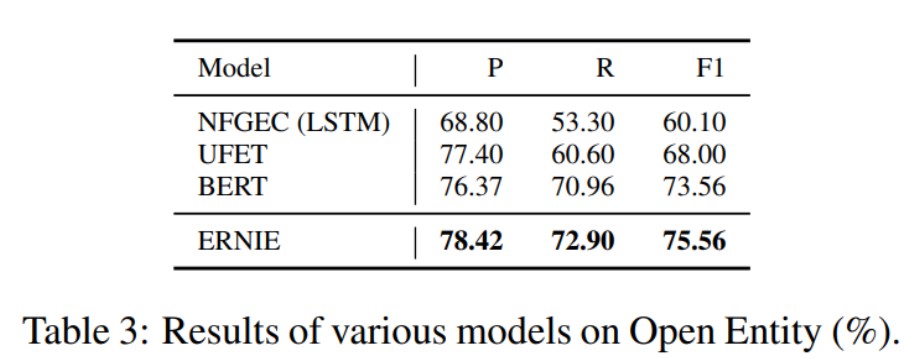 Model P R F1
NFGEC (LSTM) 68.80 53.30 60.10
UFET 77.40 60.60 68.00
BERT 76.37 70.96 73.56
ERNIE 78.42 72.90 75.56
Table 3: Results of various models on Open Entity (%).